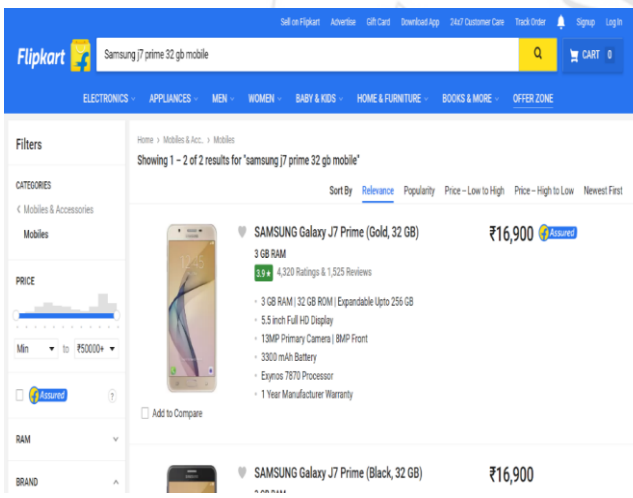 Sell on Flipkart Advertise Gift Card Download App 24x7 Customer Care Track Order Signup Log In
Flipkart
Samsung j7 prime 32 gb mobile
CART 0
ELECTRONICS APPLIANCES MEN WOMEN BABY & KIDS HOME & FURNITURE BOOKS & MORE OFFER ZONE
Filters
CATEGORIES
< Mobiles & Accessories
Mobiles
PRICE
Min to ₹50000+
Assured ?
RAM
BRAND
Home > Mobiles & Acc.. > Mobiles
Showing 1 – 2 of 2 results for "samsung j7 prime 32 gb mobile"
Sort By Relevance Popularity Price – Low to High Price – High to Low Newest First
SAMSUNG Galaxy J7 Prime (Gold, 32 GB)
₹16,900 Assured
3 GB RAM
3.9 ★ 4,320 Ratings & 1,525 Reviews
3 GB RAM | 32 GB ROM | Expandable Upto 256 GB
5.5 inch Full HD Display
13MP Primary Camera | 8MP Front
3300 mAh Battery
Exynos 7870 Processor
1 Year Manufacturer Warranty
Add to Compare
SAMSUNG Galaxy J7 Prime (Black, 32 GB)
₹16,900